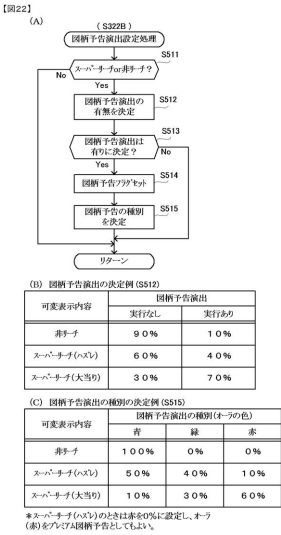 【図22】
(A)
(S322B)
図柄予告演出設定処理
S511
スーパーリーチor非リーチ?
No
Yes
S512
図柄予告演出の
有無を決定
S513
図柄予告演出は
有りに決定?
No
Yes
S514
図柄予告フラグセット
S515
図柄予告の種別
を決定
リターン
(B) 図柄予告演出の決定例(S512)
可変表示内容
図柄予告演出
実行なし 実行あり
非リーチ 90% 10%
スーパーリーチ(ハズレ) 60% 40%
スーパーリーチ(大当り) 30% 70%
(C) 図柄予告演出の種別の決定例(S515)
可変表示内容
図柄予告演出の種別(オーラの色)
青 緑 赤
非リーチ 100% 0% 0%
スーパーリーチ(ハズレ) 50% 40% 10%
スーパーリーチ(大当り) 10% 30% 60%
*スーパーリーチ(ハズレ)のときは赤を0%に設定し、オーラ
(赤)をプレミアム図柄予告としてもよい。